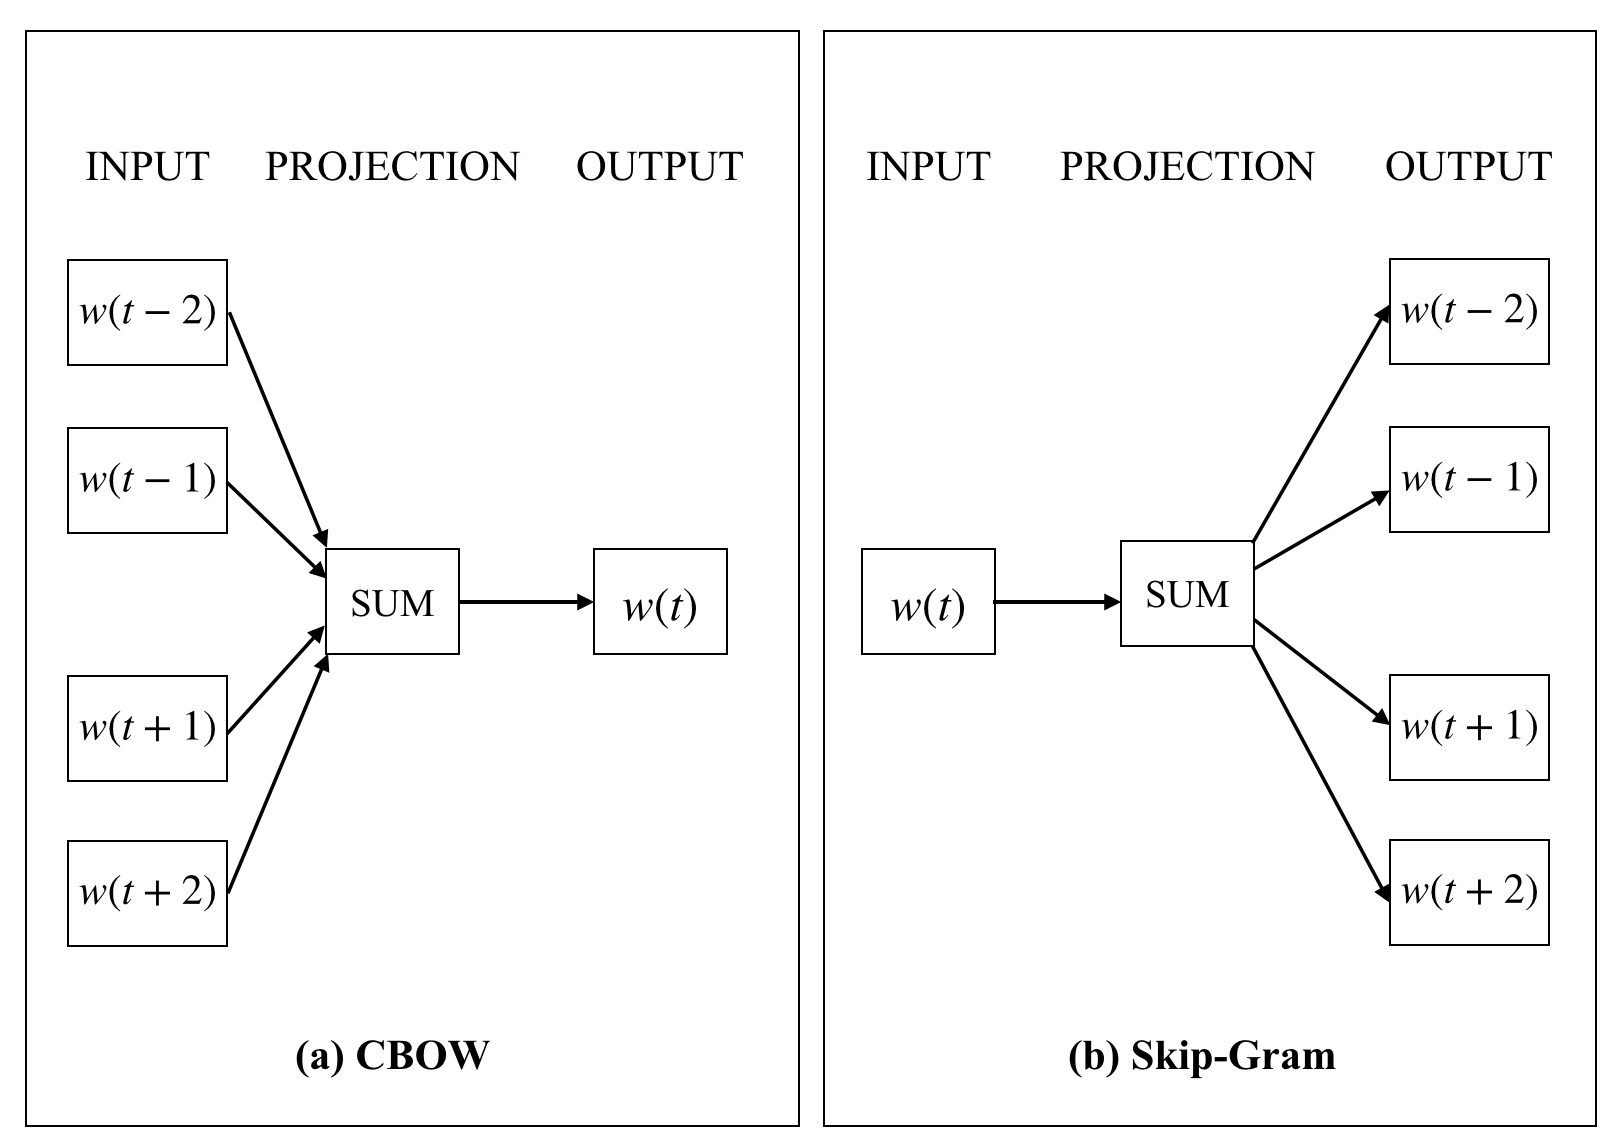 INPUT PROJECTION OUTPUT
w(t − 2)
w(t − 1)
SUM
w(t)
w(t + 1)
w(t + 2)
(a) CBOW
INPUT PROJECTION OUTPUT
w(t − 2)
w(t − 1)
w(t)
SUM
w(t + 1)
w(t + 2)
(b) Skip-Gram